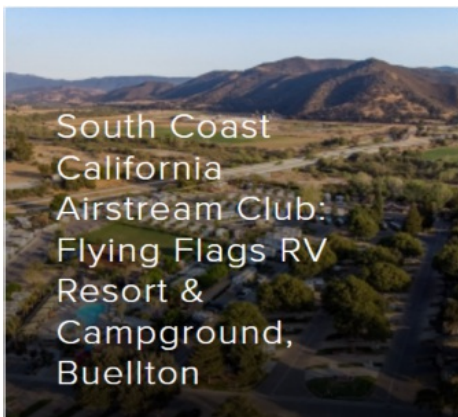 South Coast
California
Airstream Club:
Flying Flags RV
Resort &
Campground,
Buellton